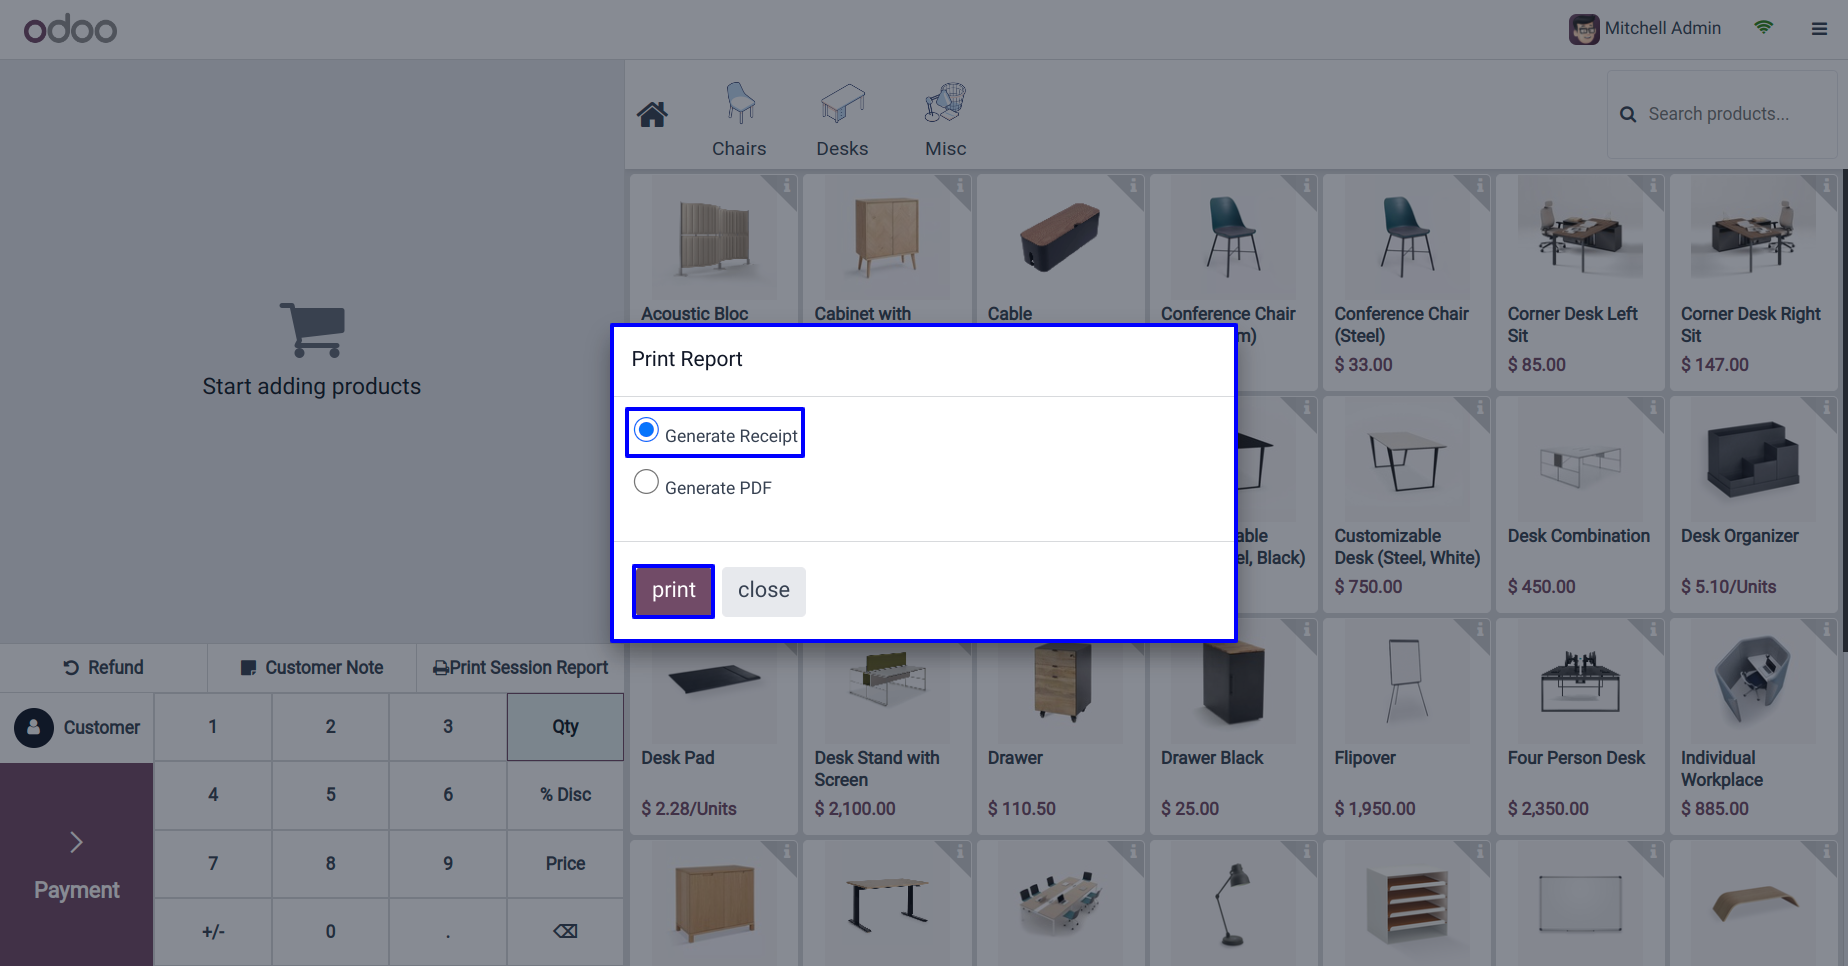 odoo
Mitchell Admin
Chairs
Desks
Misc
Search products...
Start adding products
Acoustic Bloc
Cabinet with
Cable
Conference Chair
m)
Conference Chair
(Steel)
$ 33.00
Corner Desk Left
Sit
$ 85.00
Corner Desk Right
Sit
$ 147.00
Print Report
Generate Receipt
Generate PDF
print
close
able
el, Black)
Customizable
Desk (Steel, White)
$ 750.00
Desk Combination
$ 450.00
Desk Organizer
$ 5.10/Units
Refund
Customer Note
Print Session Report
Customer
1
2
3
Qty
4
5
6
% Disc
7
8
9
Price
+/-
0
.
Payment
Desk Pad
$ 2.28/Units
Desk Stand with
Screen
$ 2,100.00
Drawer
$ 110.50
Drawer Black
$ 25.00
Flipover
$ 1,950.00
Four Person Desk
$ 2,350.00
Individual
Workplace
$ 885.00